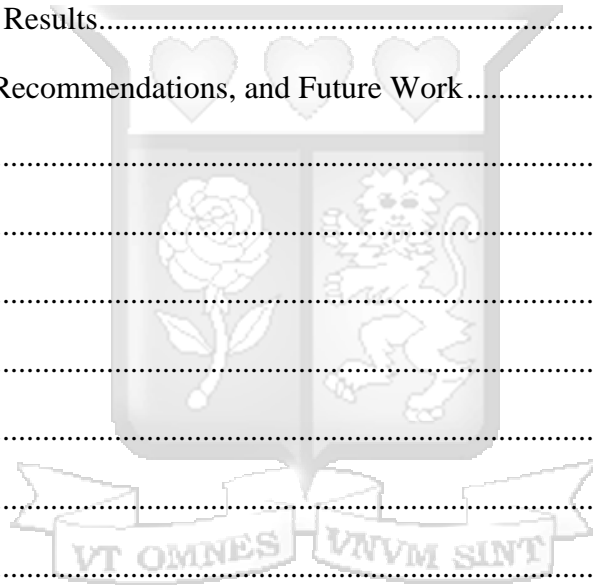 Results..........................................................
Recommendations, and Future Work................
......................................................................
......................................................................
......................................................................
......................................................................
......................................................................
......................................................................
......................................................................
VT OMNES VNVM SINT